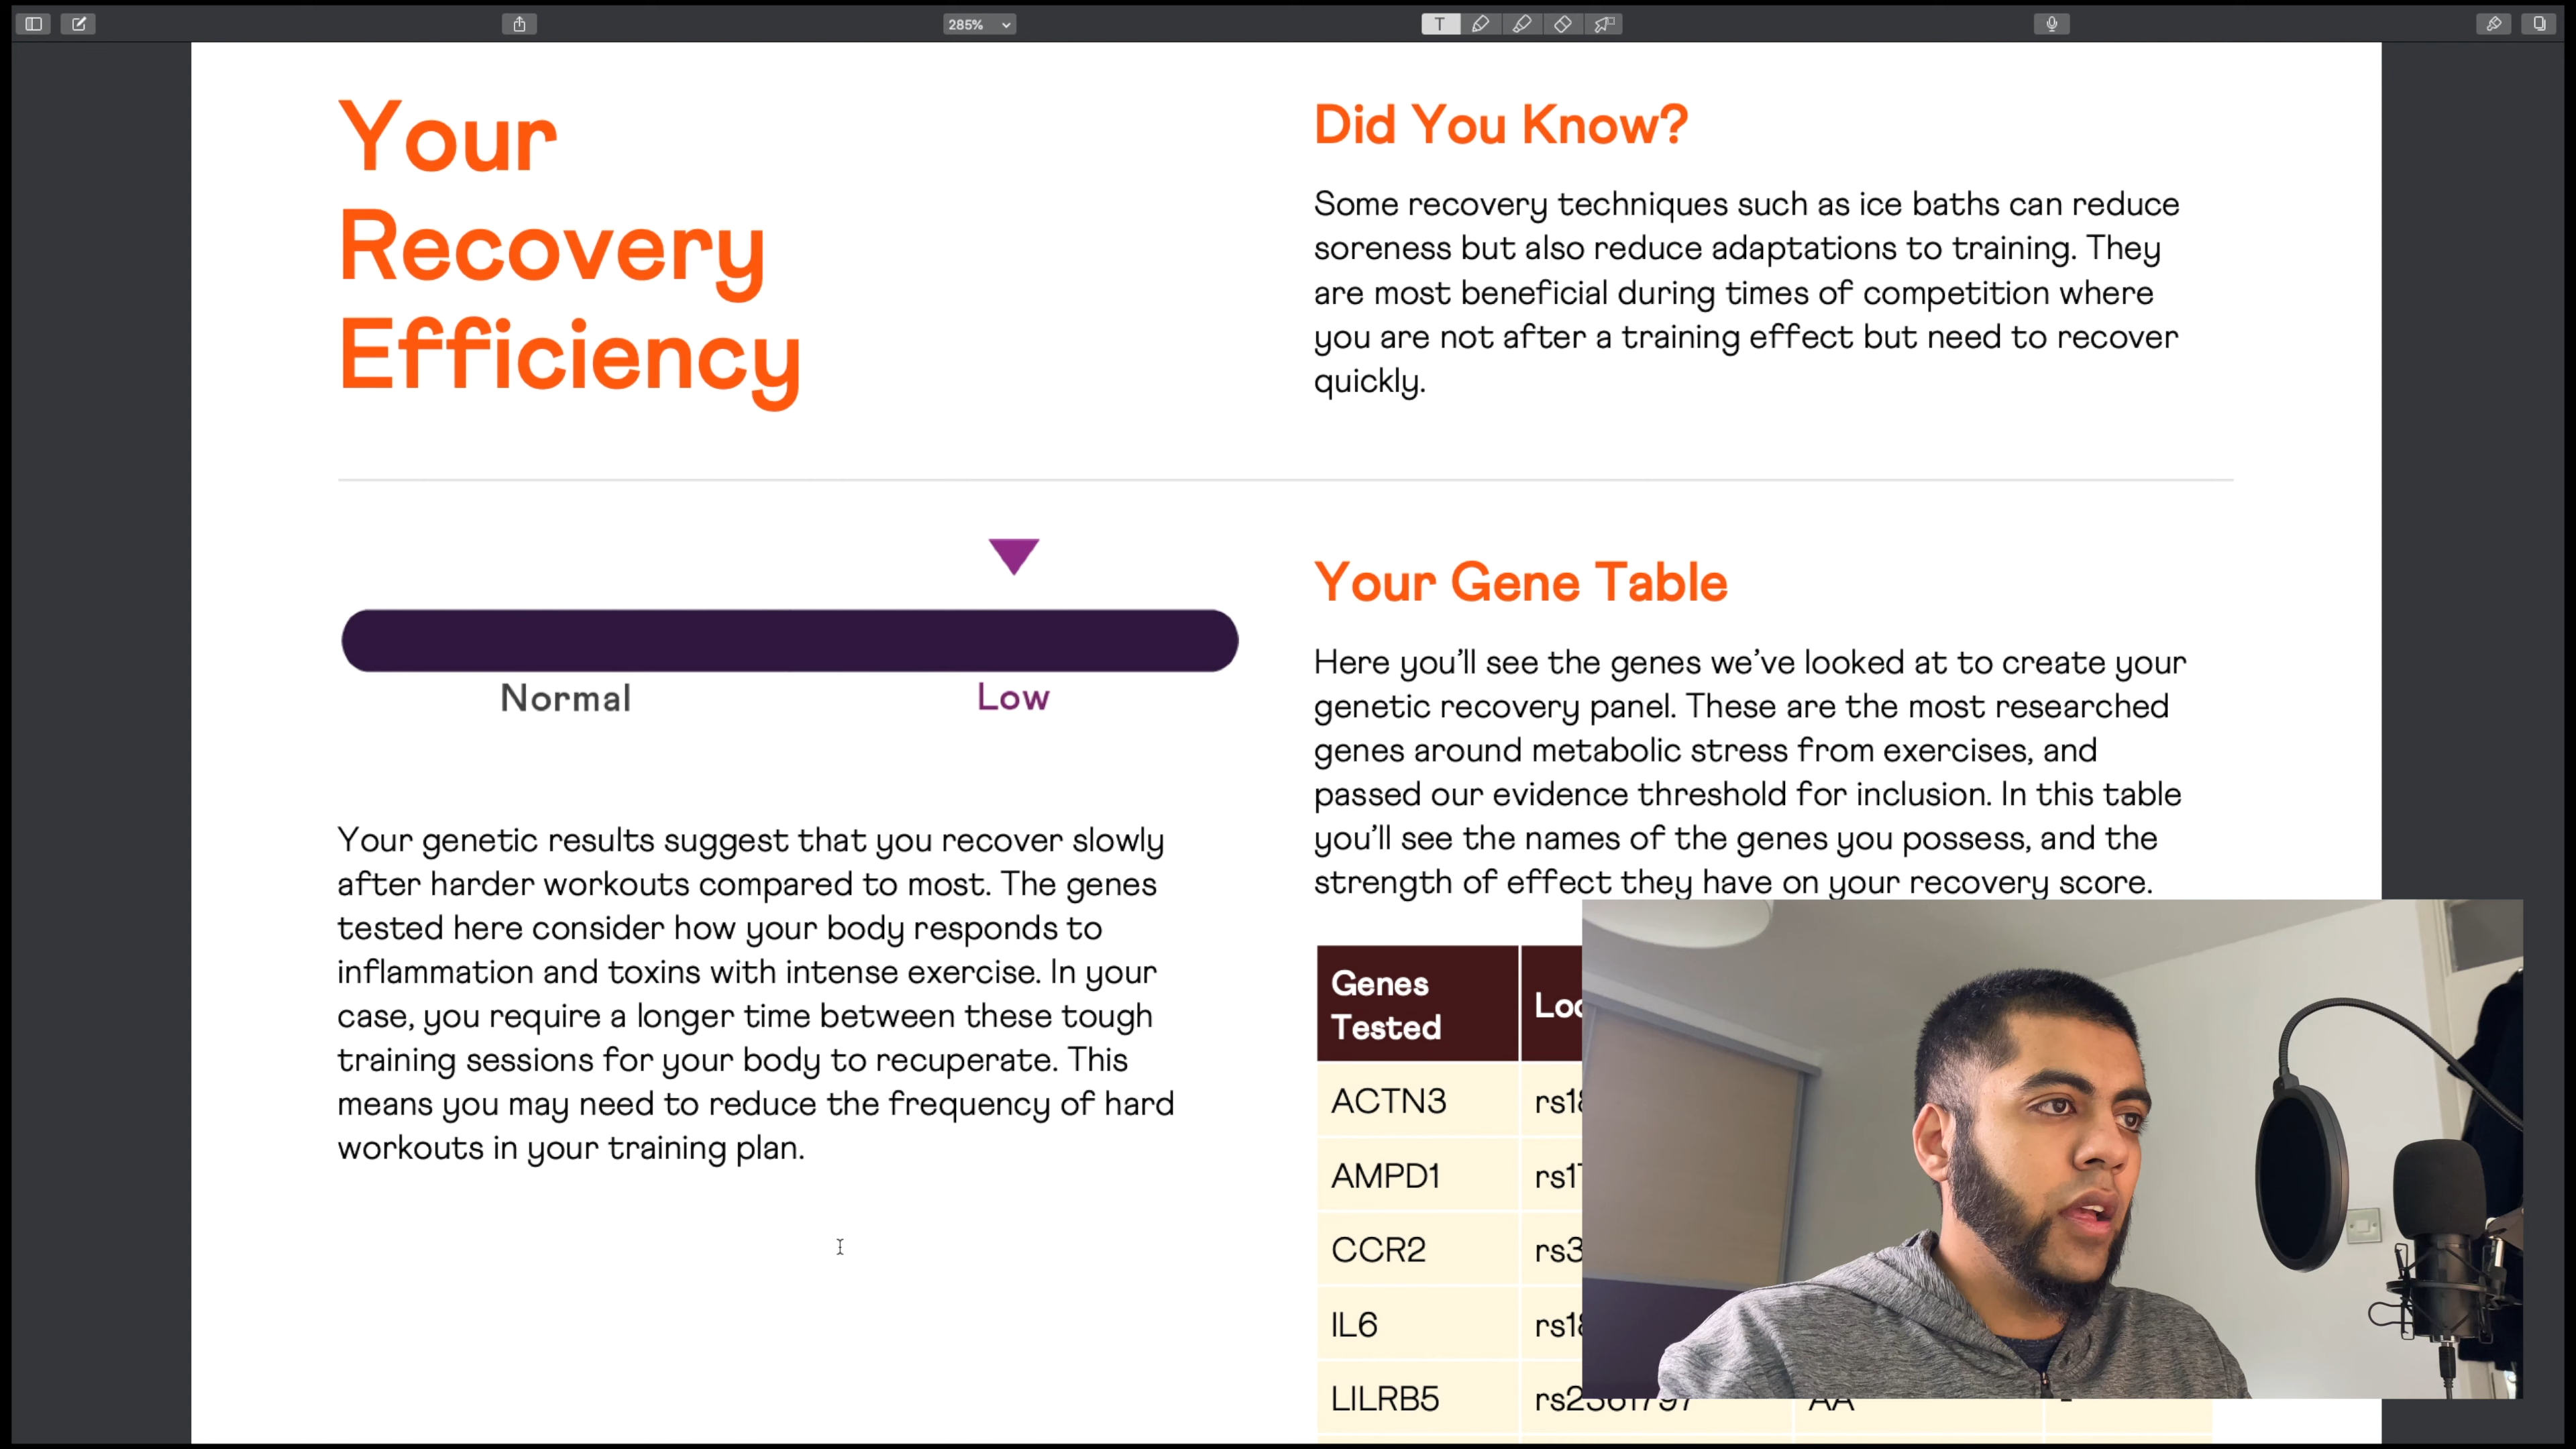 285%
T
Your
Recovery
Efficiency
Did You Know?
Some recovery techniques such as ice baths can reduce
soreness but also reduce adaptations to training. They
are most beneficial during times of competition where
you are not after a training effect but need to recover
quickly.
Normal
Low
Your genetic results suggest that you recover slowly
after harder workouts compared to most. The genes
tested here consider how your body responds to
inflammation and toxins with intense exercise. In your
case, you require a longer time between these tough
training sessions for your body to recuperate. This
means you may need to reduce the frequency of hard
workouts in your training plan.
Your Gene Table
Here you'll see the genes we've looked at to create your
genetic recovery panel. These are the most researched
genes around metabolic stress from exercises, and
passed our evidence threshold for inclusion. In this table
you'll see the names of the genes you possess, and the
strength of effect they have on your recovery score.
Genes
Tested
ACTN3
AMPD1
CCR2
IL6
LILRB5 AA -